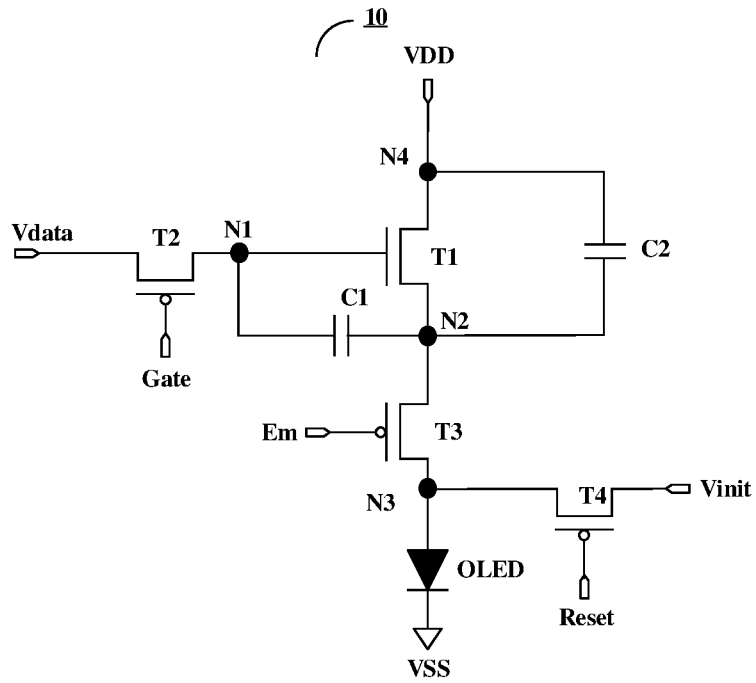 10
VDD
N4
Vdata
T2
N1
T1
C2
C1
N2
Gate
Em
T3
N3
T4
Vinit
OLED
Reset
VSS